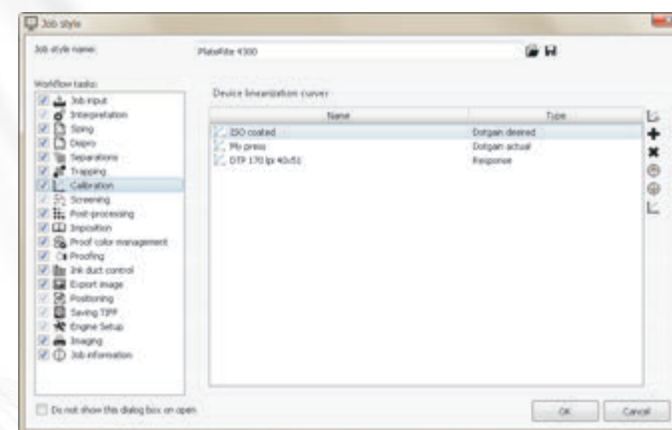 Job style
Job style name:
PlateRite 4300
Workflow tasks:
Job input
Interpretation
Dispro
Separations
Trapping
Calibration
Screening
Post-processing
Imposition
Proof color management
Proofing
Ink duct control
Export image
Positioning
Saving TIFF
Engine Setup
Imaging
Job information
Device linearization curves
Name
Type
ISO coated
Dotgain desired
My press
Dotgain actual
DTP 170 lpi 40x51
Response
Do not show this dialog box on open
OK
Cancel